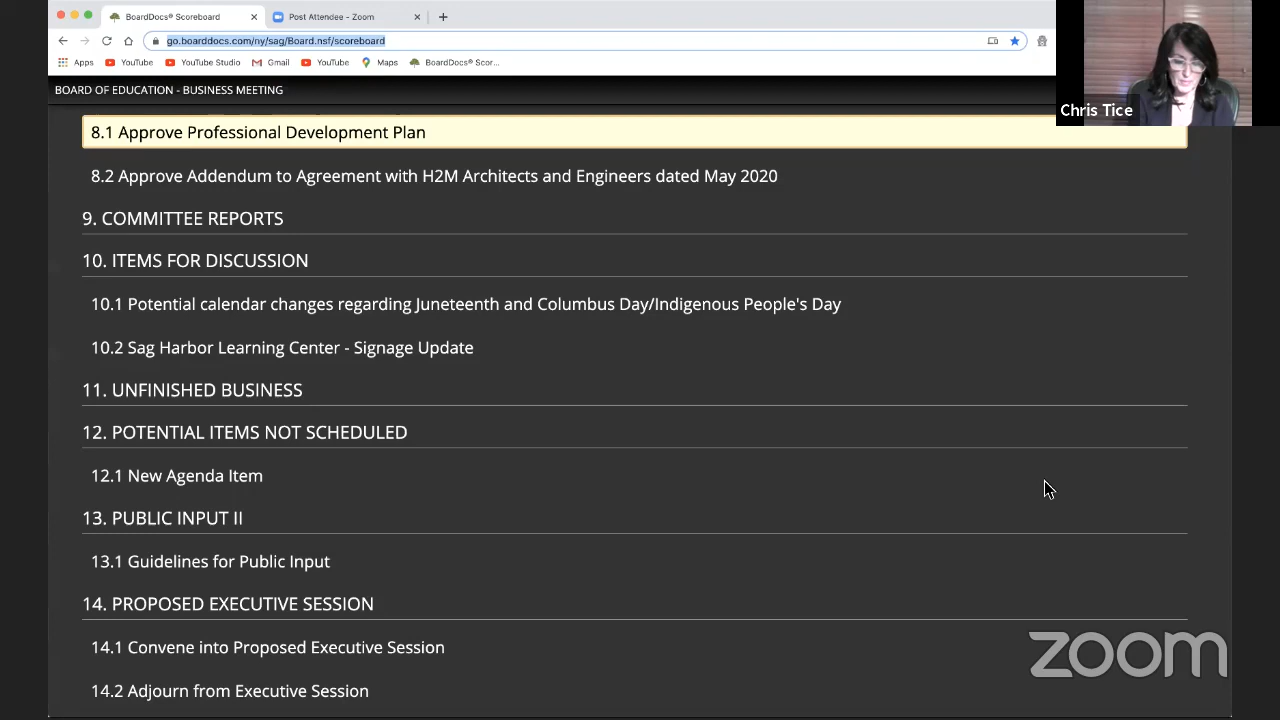 BoardDocs® Scoreboard
Post Attendee - Zoom
go.boarddocs.com/ny/sag/Board.nsf/scoreboard
Apps YouTube YouTube Studio Gmail YouTube Maps BoardDocs® Scor...
BOARD OF EDUCATION - BUSINESS MEETING
Chris Tice
8.1 Approve Professional Development Plan
8.2 Approve Addendum to Agreement with H2M Architects and Engineers dated May 2020
9. COMMITTEE REPORTS
10. ITEMS FOR DISCUSSION
10.1 Potential calendar changes regarding Juneteenth and Columbus Day/Indigenous People's Day
10.2 Sag Harbor Learning Center - Signage Update
11. UNFINISHED BUSINESS
12. POTENTIAL ITEMS NOT SCHEDULED
12.1 New Agenda Item
13. PUBLIC INPUT II
13.1 Guidelines for Public Input
14. PROPOSED EXECUTIVE SESSION
14.1 Convene into Proposed Executive Session
14.2 Adjourn from Executive Session
zoom